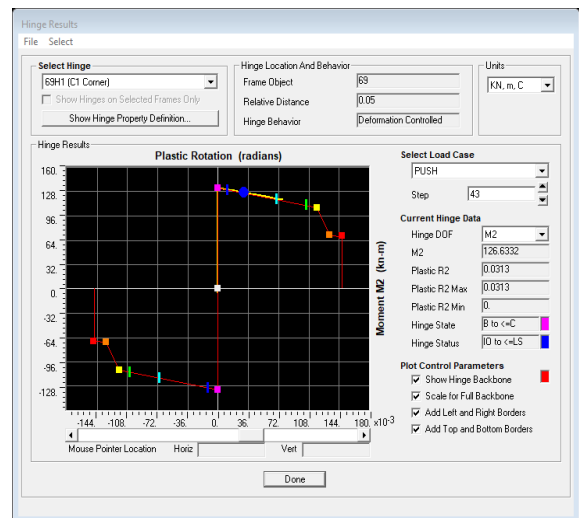 Hinge Results
File Select
Select Hinge
69H1 (C1 Corner)
Show Hinges on Selected Frames Only
Show Hinge Property Definition...
Hinge Location And Behavior
Frame Object 69
Relative Distance 0.05
Hinge Behavior Deformation Controlled
Units
KN, m, C
Hinge Results
Plastic Rotation (radians)
160.
128.
96.
64.
32.
0.
-32.
-64.
-96.
-128.
-144. -108. -72. -36. 0. 36. 72. 108. 144. 180. x10-3
Moment M2 (kn-m)
Mouse Pointer Location Horiz Vert
Select Load Case
PUSH
Step 43
Current Hinge Data
Hinge DOF M2
M2 126.6332
Plastic R2 0.0313
Plastic R2 Max 0.0313
Plastic R2 Min 0.
Hinge State B to <=C
Hinge Status IO to <=LS
Plot Control Parameters
Show Hinge Backbone
Scale for Full Backbone
Add Left and Right Borders
Add Top and Bottom Borders
Done